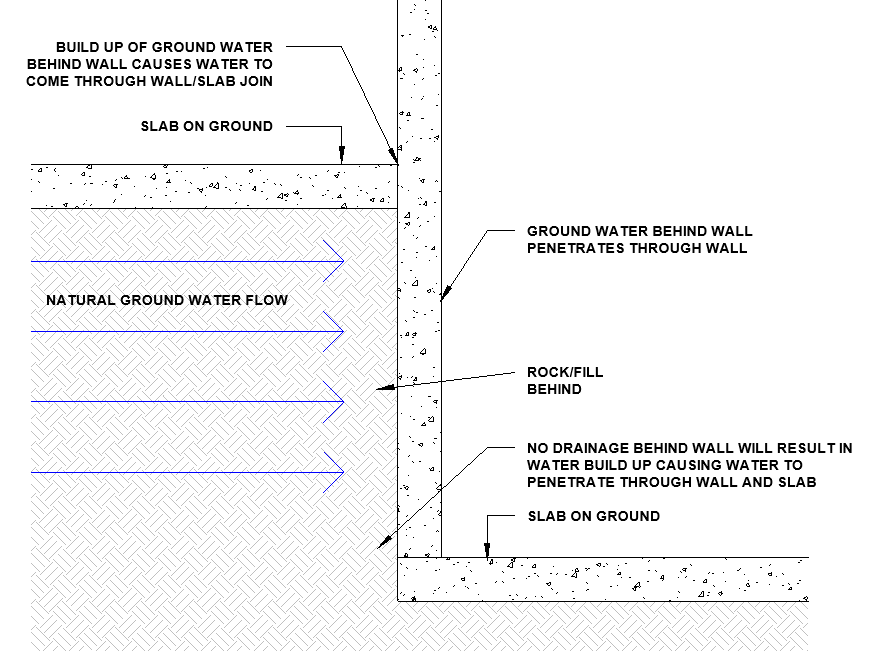 BUILD UP OF GROUND WATER
BEHIND WALL CAUSES WATER TO
COME THROUGH WALL/SLAB JOIN
SLAB ON GROUND
GROUND WATER BEHIND WALL
PENETRATES THROUGH WALL
NATURAL GROUND WATER FLOW
ROCK/FILL
BEHIND
NO DRAINAGE BEHIND WALL WILL RESULT IN
WATER BUILD UP CAUSING WATER TO
PENETRATE THROUGH WALL AND SLAB
SLAB ON GROUND